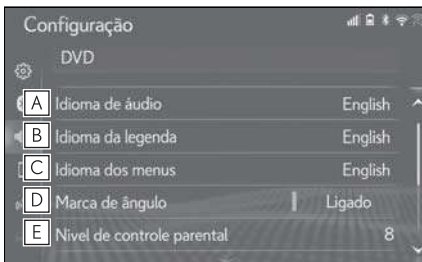 Configuração
DVD
A Idioma de áudio English
B Idioma da legenda English
C Idioma dos menus English
D Marca de ângulo Ligado
E Nivel de controle parental 8